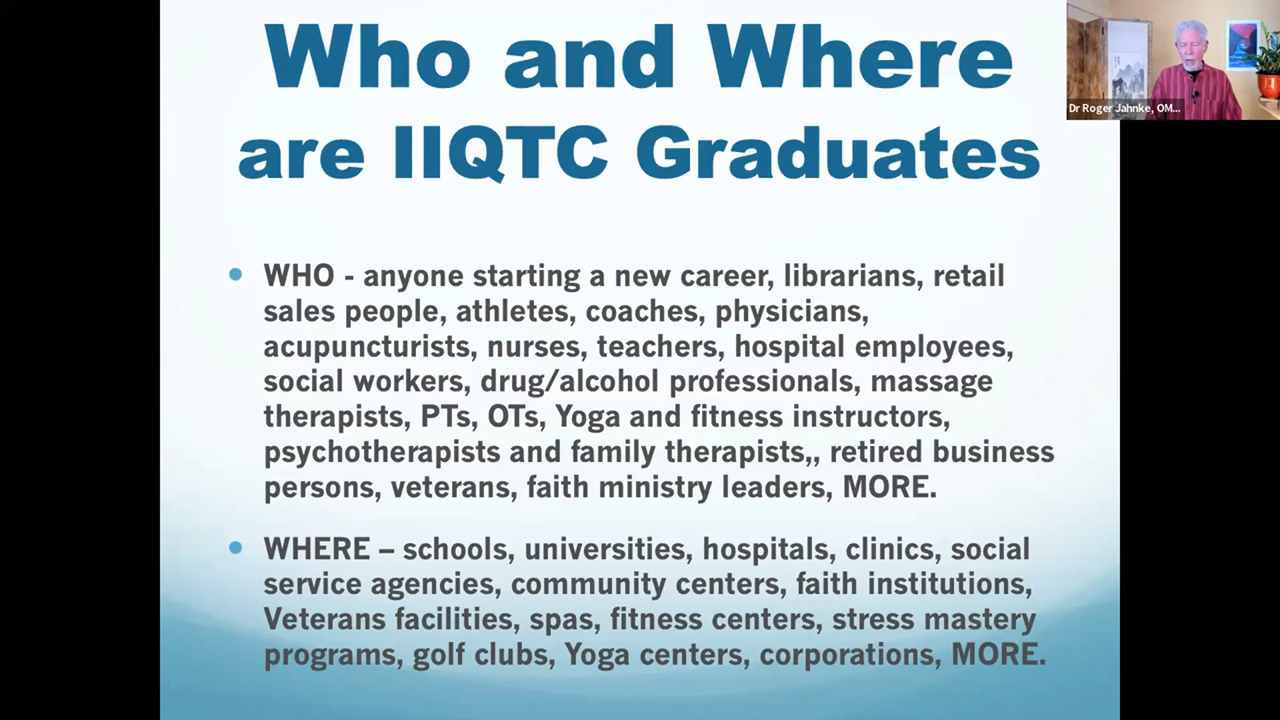 Who and Where
are IIQTC Graduates
Dr Roger Jahnke, OM...
• WHO - anyone starting a new career, librarians, retail
sales people, athletes, coaches, physicians,
acupuncturists, nurses, teachers, hospital employees,
social workers, drug/alcohol professionals, massage
therapists, PTs, OTs, Yoga and fitness instructors,
psychotherapists and family therapists,, retired business
persons, veterans, faith ministry leaders, MORE.
• WHERE – schools, universities, hospitals, clinics, social
service agencies, community centers, faith institutions,
Veterans facilities, spas, fitness centers, stress mastery
programs, golf clubs, Yoga centers, corporations, MORE.